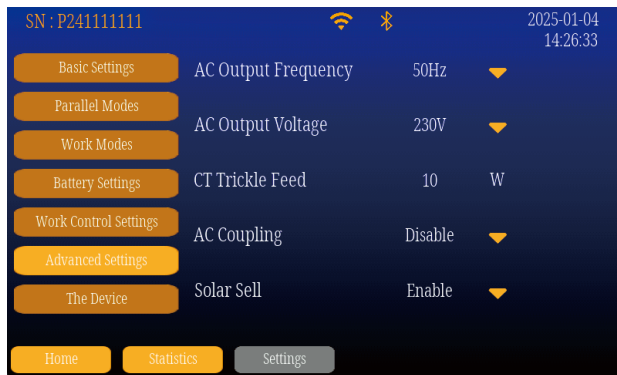 SN : P241111111
2025-01-04
14:26:33
Basic Settings
Parallel Modes
Work Modes
Battery Settings
Work Control Settings
Advanced Settings
The Device
AC Output Frequency 50Hz
AC Output Voltage 230V
CT Trickle Feed 10 W
AC Coupling Disable
Solar Sell Enable
Home Statistics Settings